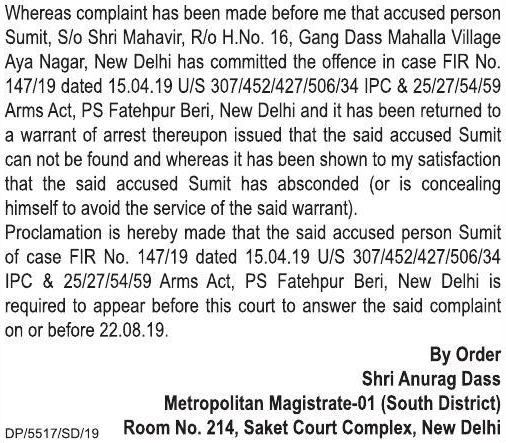 Whereas complaint has been made before me that accused person
Sumit, S/o Shri Mahavir, R/o H.No. 16, Gang Dass Mahalla Village
Aya Nagar, New Delhi has committed the offence in case FIR No.
147/19 dated 15.04.19 U/S 307/452/427/506/34 IPC & 25/27/54/59
Arms Act, PS Fatehpur Beri, New Delhi and it has been returned to
a warrant of arrest thereupon issued that the said accused Sumit
can not be found and whereas it has been shown to my satisfaction
that the said accused Sumit has absconded (or is concealing
himself to avoid the service of the said warrant).
Proclamation is hereby made that the said accused person Sumit
of case FIR No. 147/19 dated 15.04.19 U/S 307/452/427/506/34
IPC & 25/27/54/59 Arms Act, PS Fatehpur Beri, New Delhi is
required to appear before this court to answer the said complaint
on or before 22.08.19.
By Order
Shri Anurag Dass
Metropolitan Magistrate-01 (South District)
DP/5517/SD/19 Room No. 214, Saket Court Complex, New Delhi